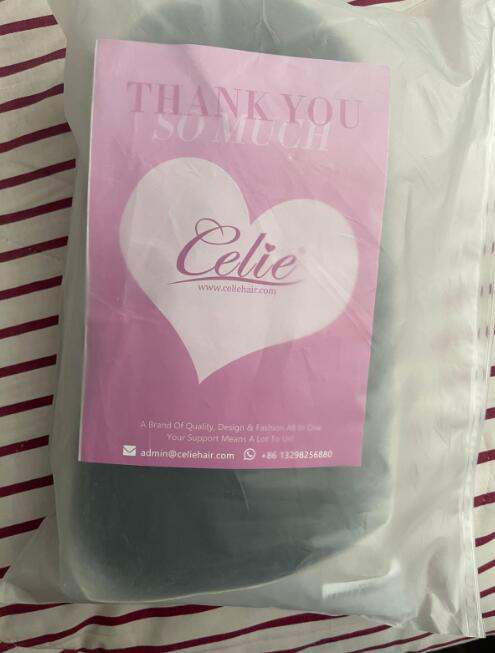 THANK YOU
SO MUCH
Celie®
www.celiehair.com
A Brand Of Quality, Design & Fashion All In One
Your Support Means A Lot To Us!
admin@celiehair.com +86 13298256880